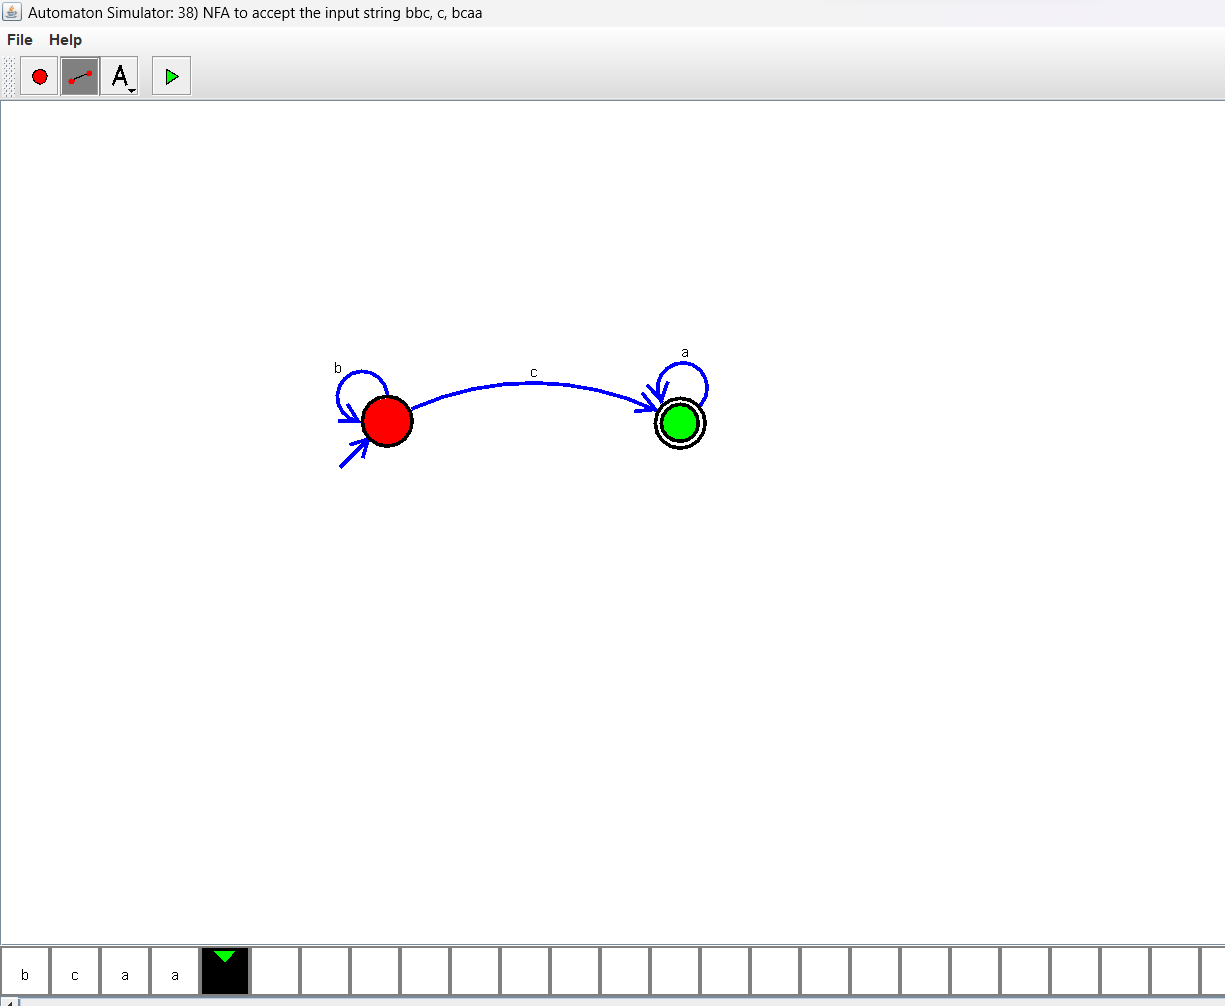 Automaton Simulator: 38) NFA to accept the input string bbc, c, bcaa
File Help
A
a
b
c
b c a a